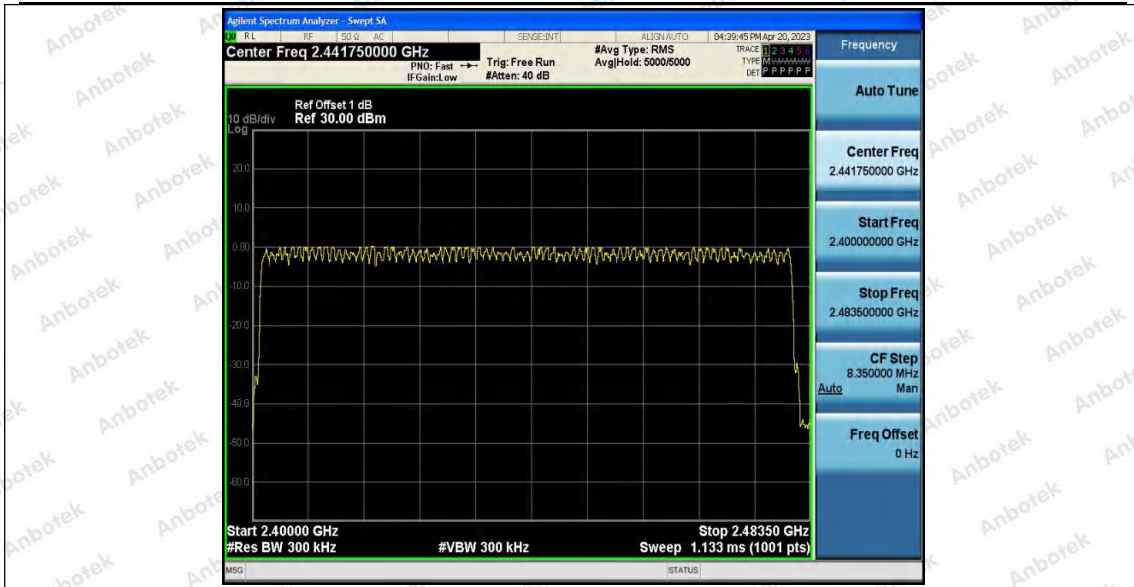 Agilent Spectrum Analyzer - Swept SA
RL RF 50 Ω AC SENSE:INT ALIGN AUTO 04:39:45 PM Apr 20, 2023
Center Freq 2.441750000 GHz
PNO: Fast
IFGain:Low
Trig: Free Run
#Atten: 40 dB
#Avg Type: RMS
Avg|Hold: 5000/5000
TRACE 1 2 3 4 5 6
TYPE M
DET P P P P P P
Ref Offset 1 dB
10 dB/div Ref 30.00 dBm
Log
20.0
10.0
0.00
-10.0
-20.0
-30.0
-40.0
-50.0
-60.0
Start 2.40000 GHz Stop 2.48350 GHz
#Res BW 300 kHz #VBW 300 kHz Sweep 1.133 ms (1001 pts)
MSG STATUS
Frequency
Auto Tune
Center Freq
2.441750000 GHz
Start Freq
2.400000000 GHz
Stop Freq
2.483500000 GHz
CF Step
8.350000 MHz
Auto Man
Freq Offset
0 Hz
Anbotek